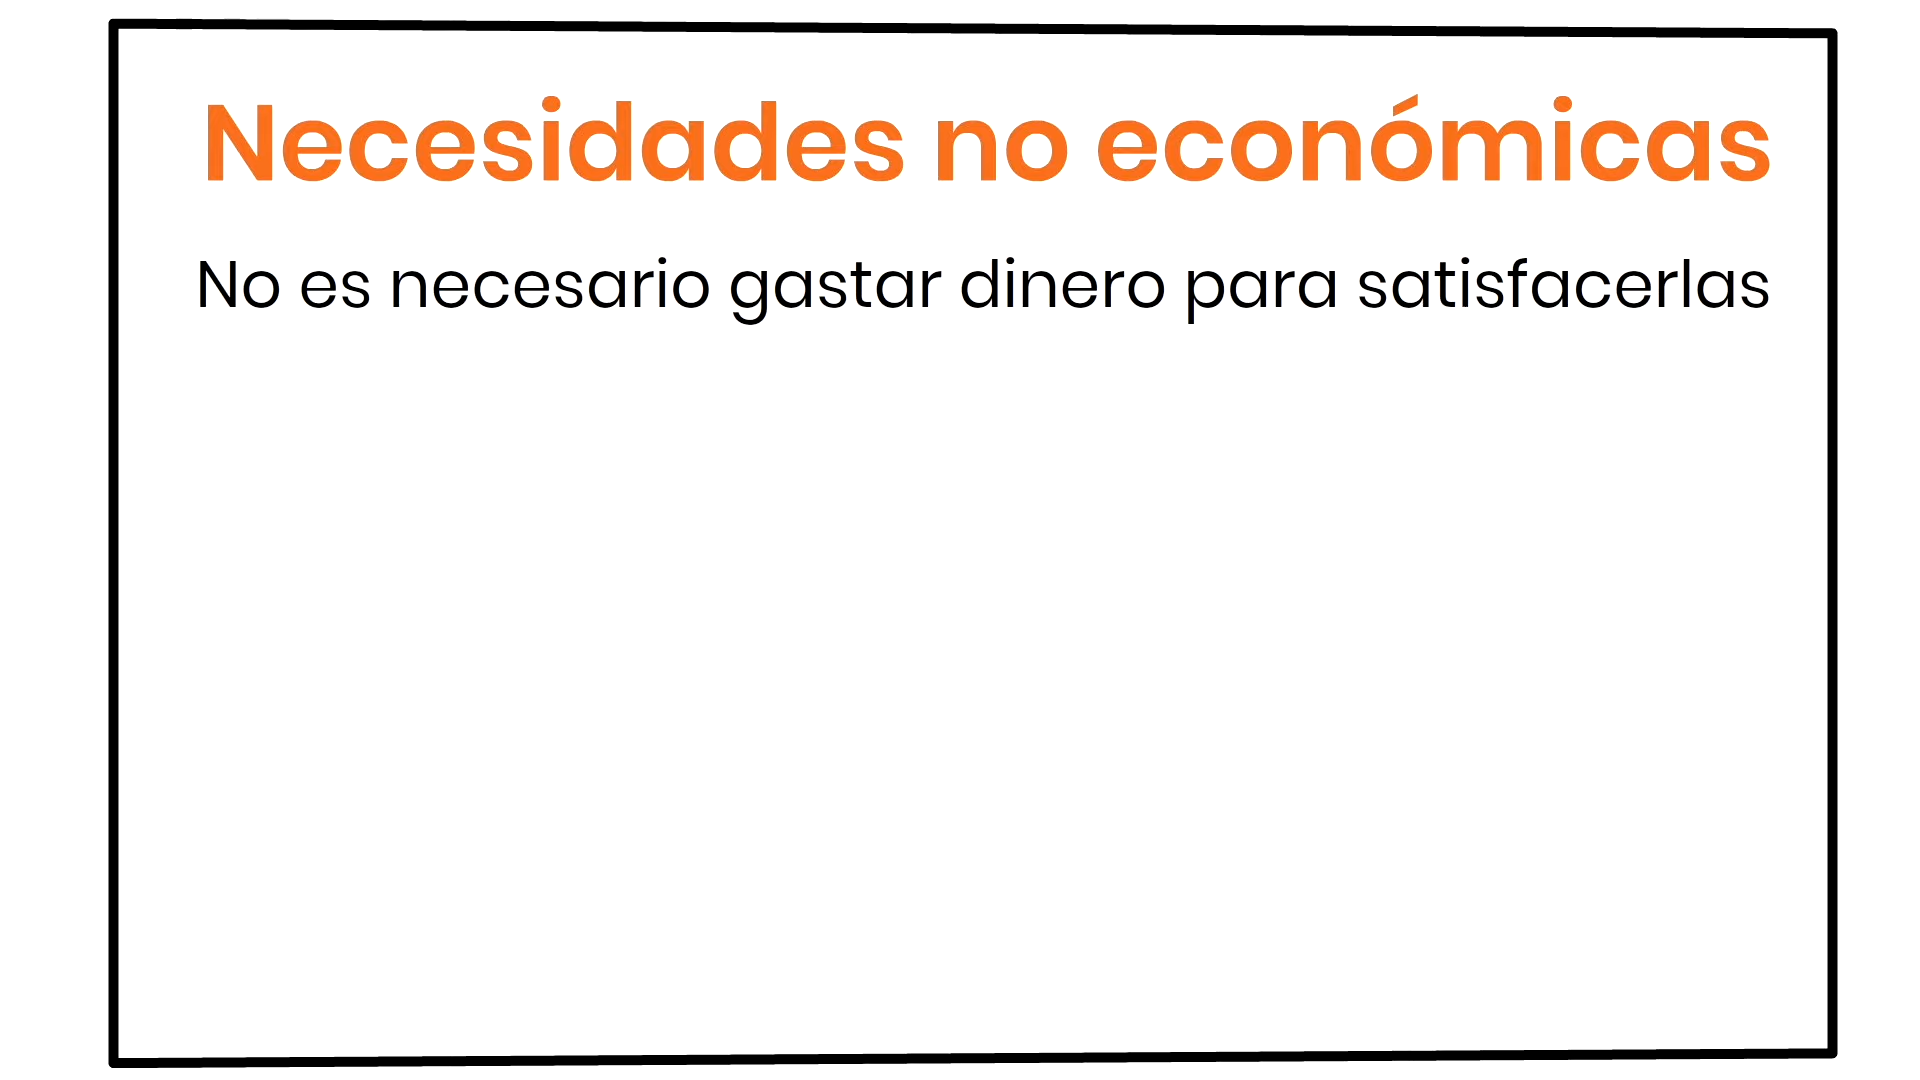 Necesidades no económicas
No es necesario gastar dinero para satisfacerlas